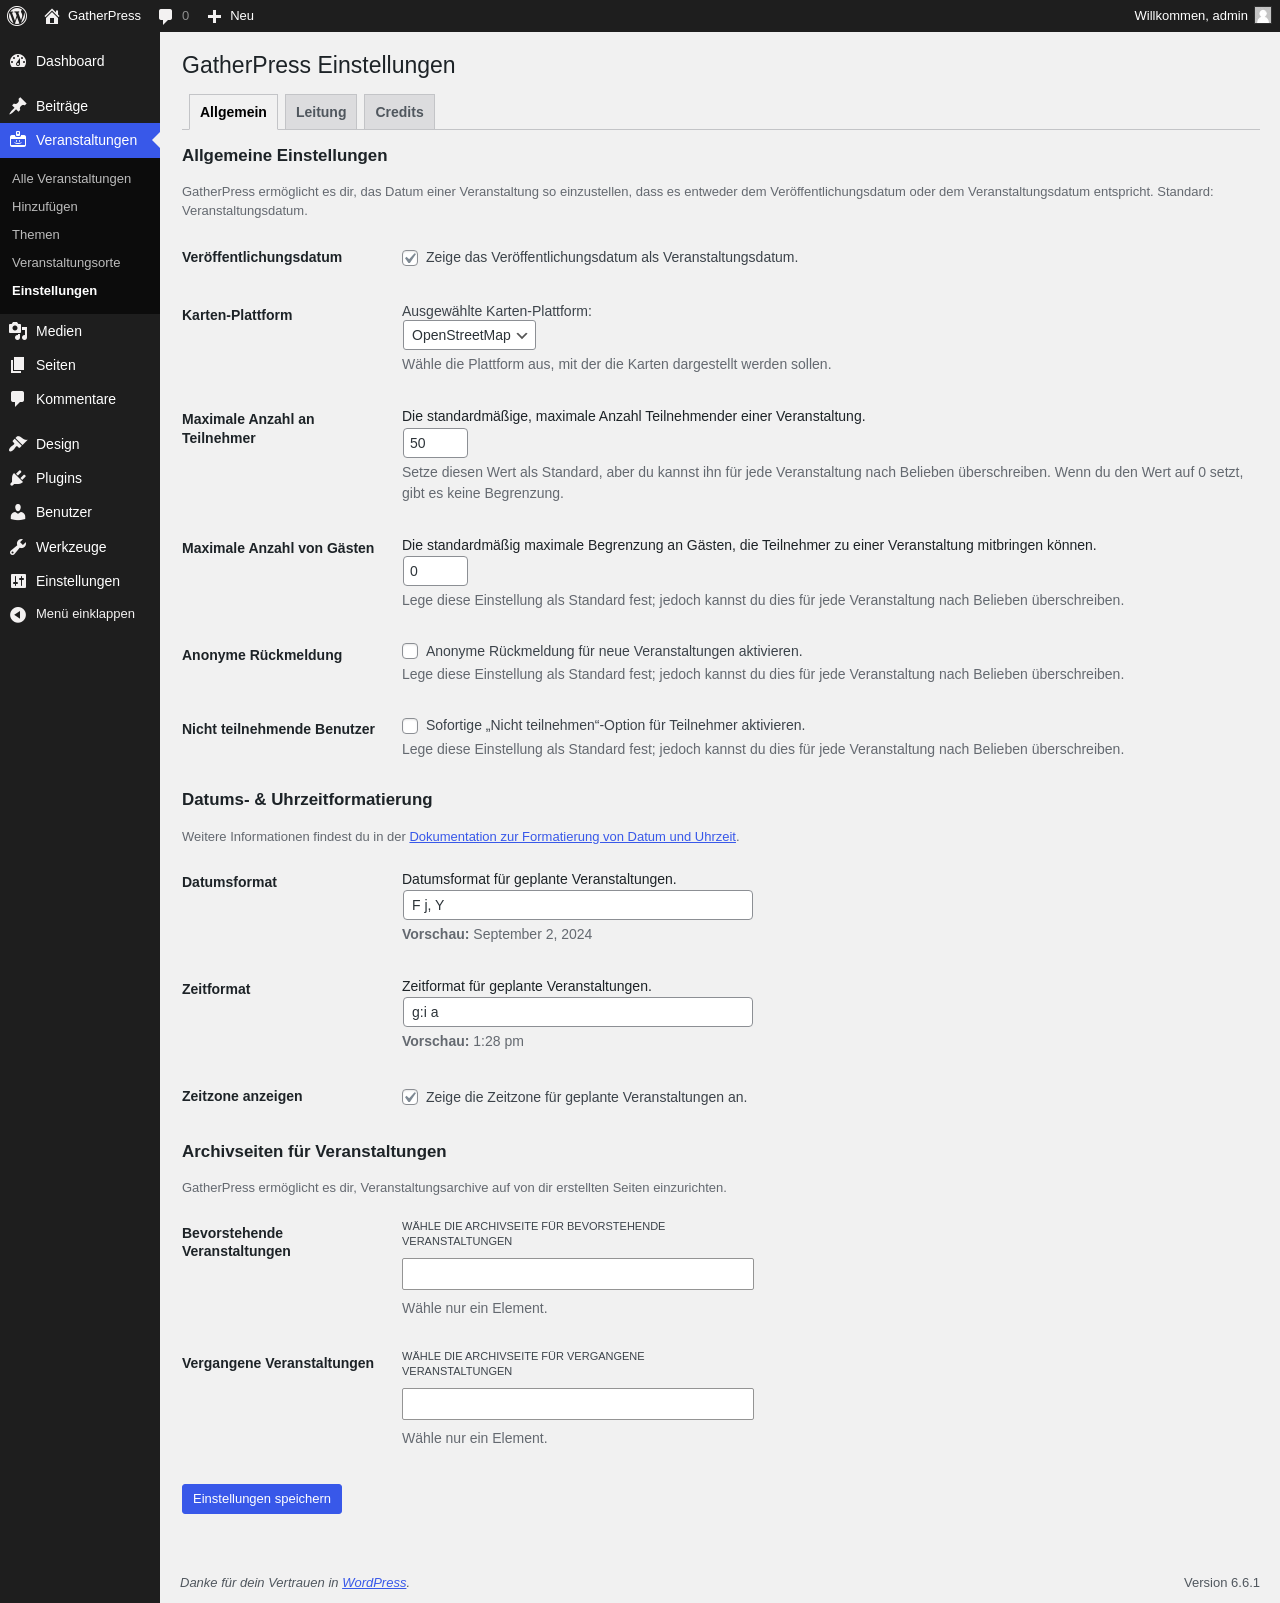 GatherPress
0
Neu
Willkommen, admin
Dashboard
Beiträge
Veranstaltungen
Alle Veranstaltungen
Hinzufügen
Themen
Veranstaltungsorte
Einstellungen
Medien
Seiten
Kommentare
Design
Plugins
Benutzer
Werkzeuge
Einstellungen
Menü einklappen
GatherPress Einstellungen
Allgemein
Leitung
Credits
Allgemeine Einstellungen
GatherPress ermöglicht es dir, das Datum einer Veranstaltung so einzustellen, dass es entweder dem Veröffentlichungsdatum oder dem Veranstaltungsdatum entspricht. Standard:
Veranstaltungsdatum.
Veröffentlichungsdatum
Zeige das Veröffentlichungsdatum als Veranstaltungsdatum.
Karten-Plattform
Ausgewählte Karten-Plattform:
OpenStreetMap
Wähle die Plattform aus, mit der die Karten dargestellt werden sollen.
Maximale Anzahl an
Teilnehmer
Die standardmäßige, maximale Anzahl Teilnehmender einer Veranstaltung.
50
Setze diesen Wert als Standard, aber du kannst ihn für jede Veranstaltung nach Belieben überschreiben. Wenn du den Wert auf 0 setzt,
gibt es keine Begrenzung.
Maximale Anzahl von Gästen
Die standardmäßig maximale Begrenzung an Gästen, die Teilnehmer zu einer Veranstaltung mitbringen können.
0
Lege diese Einstellung als Standard fest; jedoch kannst du dies für jede Veranstaltung nach Belieben überschreiben.
Anonyme Rückmeldung
Anonyme Rückmeldung für neue Veranstaltungen aktivieren.
Lege diese Einstellung als Standard fest; jedoch kannst du dies für jede Veranstaltung nach Belieben überschreiben.
Nicht teilnehmende Benutzer
Sofortige „Nicht teilnehmen“-Option für Teilnehmer aktivieren.
Lege diese Einstellung als Standard fest; jedoch kannst du dies für jede Veranstaltung nach Belieben überschreiben.
Datums- & Uhrzeitformatierung
Weitere Informationen findest du in der Dokumentation zur Formatierung von Datum und Uhrzeit.
Datumsformat
Datumsformat für geplante Veranstaltungen.
F j, Y
Vorschau: September 2, 2024
Zeitformat
Zeitformat für geplante Veranstaltungen.
g:i a
Vorschau: 1:28 pm
Zeitzone anzeigen
Zeige die Zeitzone für geplante Veranstaltungen an.
Archivseiten für Veranstaltungen
GatherPress ermöglicht es dir, Veranstaltungsarchive auf von dir erstellten Seiten einzurichten.
Bevorstehende
Veranstaltungen
WÄHLE DIE ARCHIVSEITE FÜR BEVORSTEHENDE
VERANSTALTUNGEN
Wähle nur ein Element.
Vergangene Veranstaltungen
WÄHLE DIE ARCHIVSEITE FÜR VERGANGENE
VERANSTALTUNGEN
Wähle nur ein Element.
Einstellungen speichern
Danke für dein Vertrauen in WordPress.
Version 6.6.1